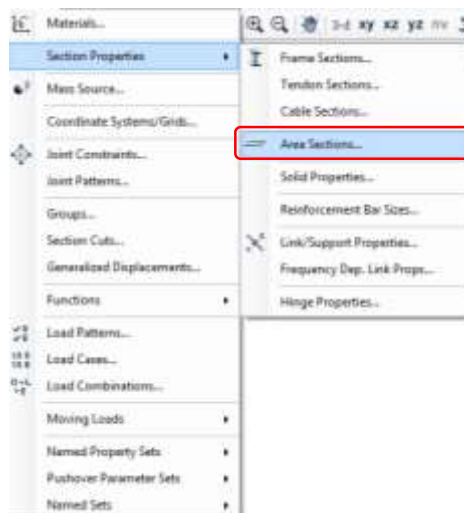 Materials...
Section Properties
Mass Source...
Coordinate Systems/Grids...
Joint Constraints...
Joint Patterns...
Groups...
Section Cuts...
Generalized Displacements...
Functions
Load Patterns...
Load Cases...
Load Combinations...
Moving Loads
Named Property Sets
Pushover Parameter Sets
Named Sets
3-d xy xz yz nv
Frame Sections...
Tendon Sections...
Cable Sections...
Area Sections...
Solid Properties...
Reinforcement Bar Sizes...
Link/Support Properties...
Frequency Dep. Link Props...
Hinge Properties...